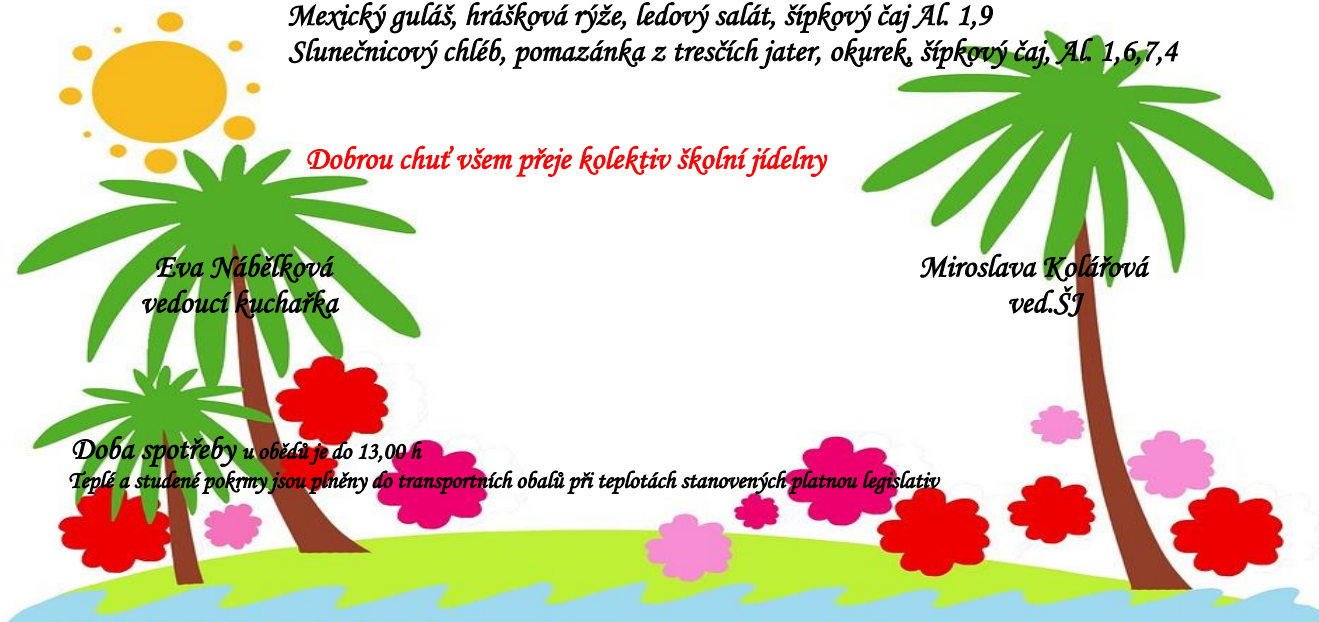 Mexický guláš, hrášková rýže, ledový salát, šípkový čaj Al. 1,9
Slunečnicový chléb, pomazánka z tresčích jater, okurek, šípkový čaj, Al. 1,6,7,4
Dobrou chuť všem přeje kolektiv školní jídelny
Eva Nábělková Miroslava Kolářová
vedoucí kuchařka ved.ŠJ
Doba spotřeby u obědů je do 13,00 h
Teplé a studené pokrmy jsou plněny do transportních obalů při teplotách stanovených platnou legislativ